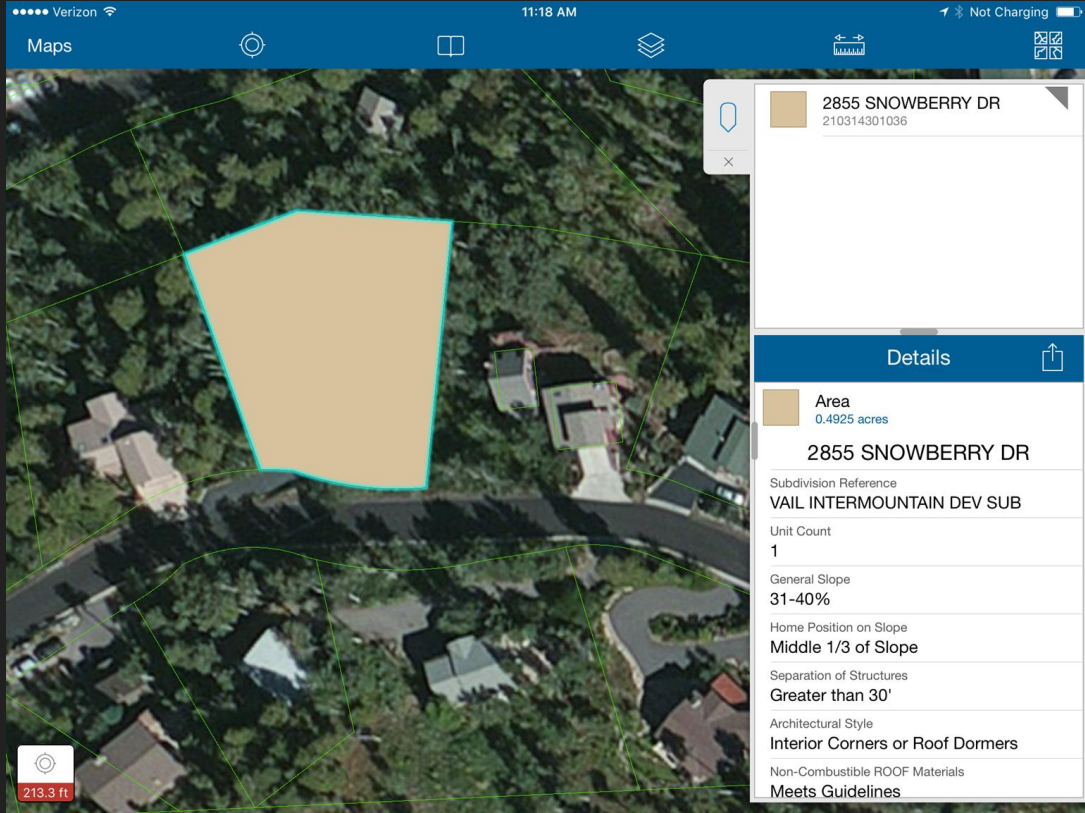 Verizon
11:18 AM
Not Charging
Maps
2855 SNOWBERRY DR
210314301036
Details
Area
0.4925 acres
2855 SNOWBERRY DR
Subdivision Reference
VAIL INTERMOUNTAIN DEV SUB
Unit Count
1
General Slope
31-40%
Home Position on Slope
Middle 1/3 of Slope
Separation of Structures
Greater than 30'
Architectural Style
Interior Corners or Roof Dormers
Non-Combustible ROOF Materials
Meets Guidelines
213.3 ft